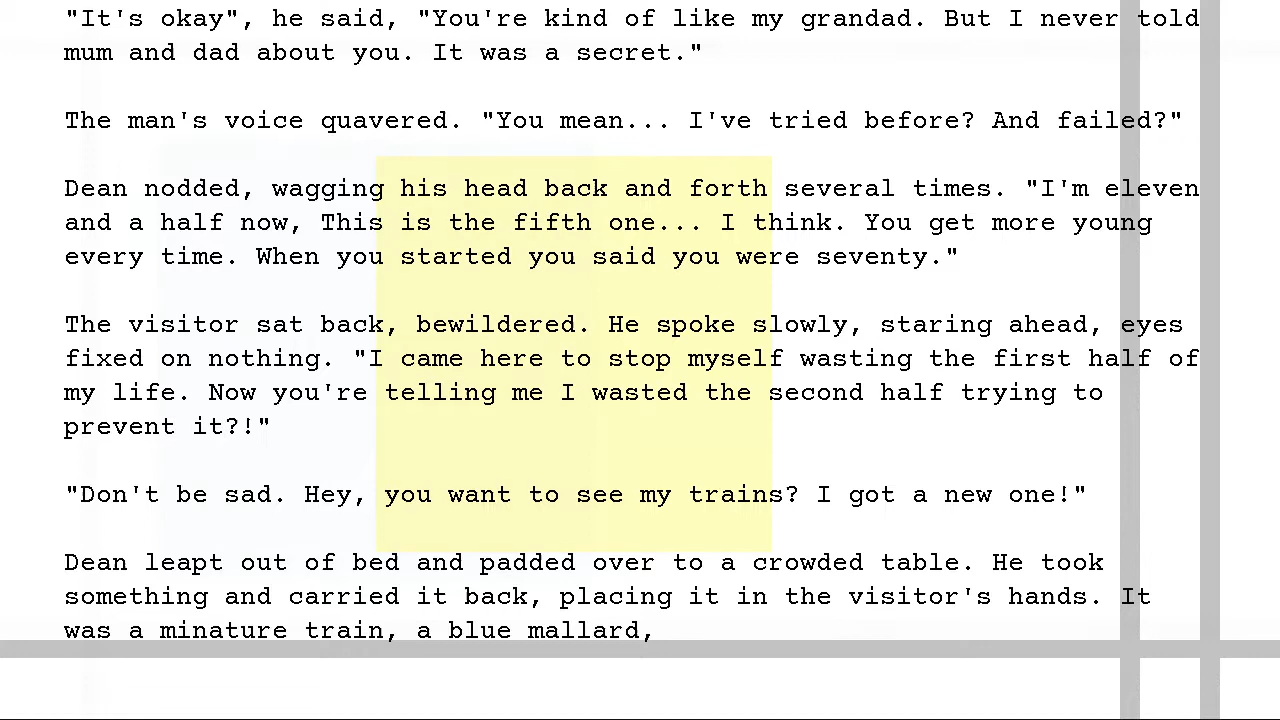 "It's okay", he said, "You're kind of like my grandad. But I never told
mum and dad about you. It was a secret."
The man's voice quavered. "You mean... I've tried before? And failed?"
Dean nodded, wagging his head back and forth several times. "I'm eleven
and a half now, This is the fifth one... I think. You get more young
every time. When you started you said you were seventy."
The visitor sat back, bewildered. He spoke slowly, staring ahead, eyes
fixed on nothing. "I came here to stop myself wasting the first half of
my life. Now you're telling me I wasted the second half trying to
prevent it?!"
"Don't be sad. Hey, you want to see my trains? I got a new one!"
Dean leapt out of bed and padded over to a crowded table. He took
something and carried it back, placing it in the visitor's hands. It
was a minature train, a blue mallard,